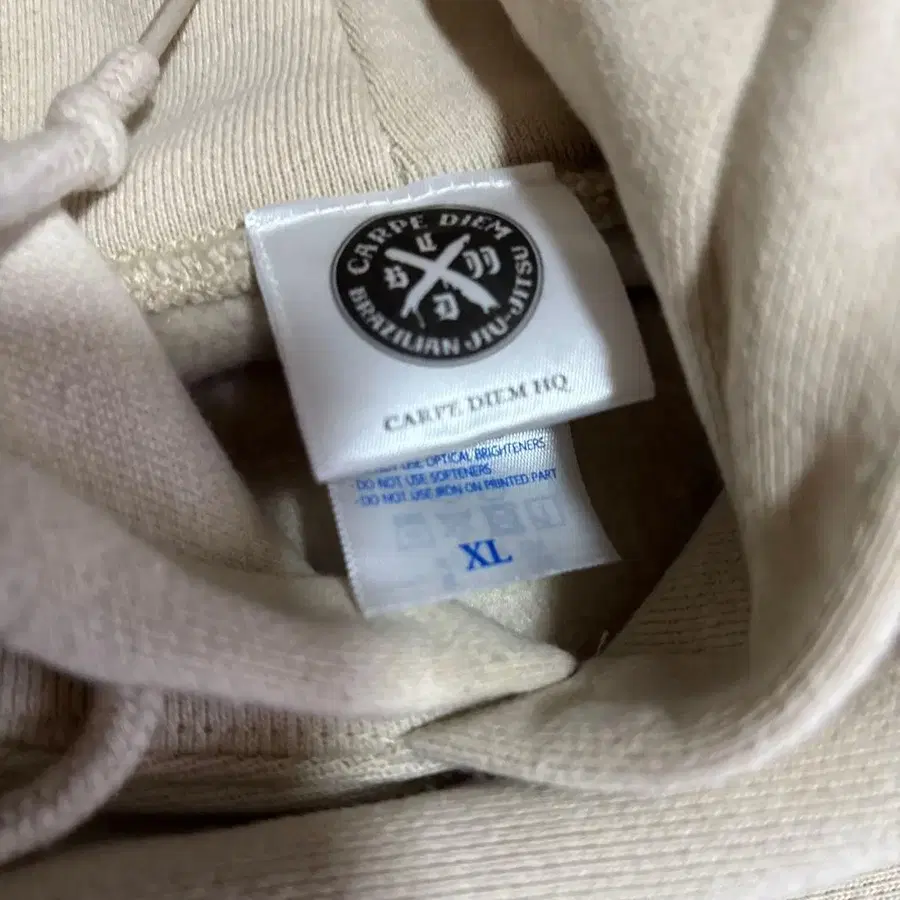 CARPE DIEM
C
B JJ
D
BRAZILIAN JIU-JITSU
CARPE DIEM HQ
USE OPTICAL BRIGHTENERS
- DO NOT USE SOFTENERS
- DO NOT USE IRON ON PRINTED PART
XL